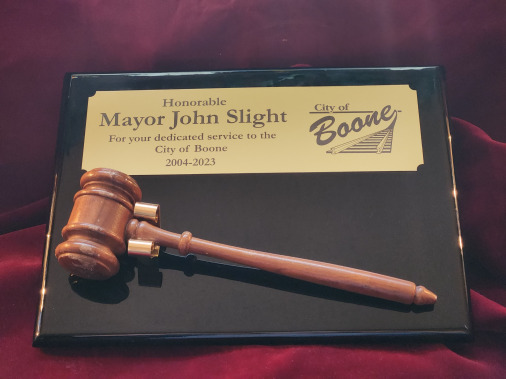 Honorable
Mayor John Slight
For your dedicated service to the
City of Boone
2004-2023
City of
Boone